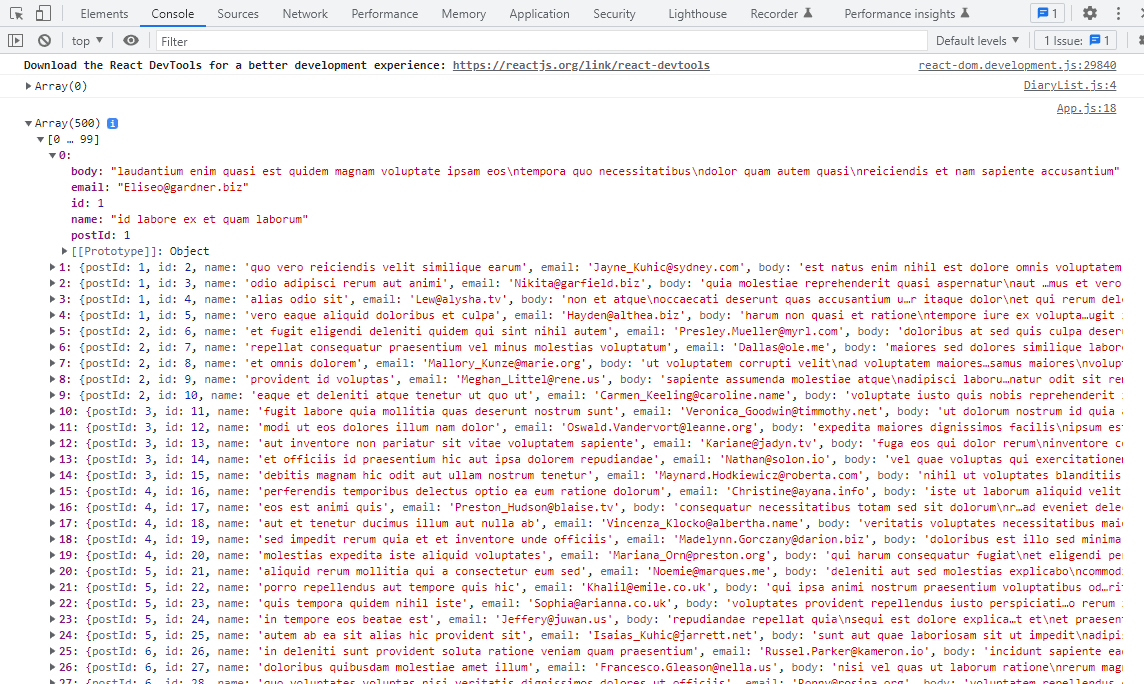 Elements Console Sources Network Performance Memory Application Security Lighthouse Recorder Performance insights 1
top Filter Default levels 1 Issue: 1
Download the React DevTools for a better development experience: https://reactjs.org/link/react-devtools react-dom.development.js:29840
Array(0) DiaryList.js:4
App.js:18
Array(500) i
[0 … 99]
0:
body: "laudantium enim quasi est quidem magnam voluptate ipsam eos\ntempora quo necessitatibus\ndolor quam autem quasi\nreiciendis et nam sapiente accusantium"
email: "Eliseo@gardner.biz"
id: 1
name: "id labore ex et quam laborum"
postId: 1
[[Prototype]]: Object
1: {postId: 1, id: 2, name: 'quo vero reiciendis velit similique earum', email: 'Jayne_Kuhic@sydney.com', body: 'est natus enim nihil est dolore omnis voluptatem
2: {postId: 1, id: 3, name: 'odio adipisci rerum aut animi', email: 'Nikita@garfield.biz', body: 'quia molestiae reprehenderit quasi aspernatur\naut …mus et vero
3: {postId: 1, id: 4, name: 'alias odio sit', email: 'Lew@alysha.tv', body: 'non et atque\noccaecati deserunt quas accusantium u…r itaque dolor\net qui rerum del
4: {postId: 1, id: 5, name: 'vero eaque aliquid doloribus et culpa', email: 'Hayden@althea.biz', body: 'harum non quasi et ratione\ntempore iure ex volupta…ugit i
5: {postId: 2, id: 6, name: 'et fugit eligendi deleniti quidem qui sint nihil autem', email: 'Presley.Mueller@myrl.com', body: 'doloribus at sed quis culpa deser
6: {postId: 2, id: 7, name: 'repellat consequatur praesentium vel minus molestias voluptatum', email: 'Dallas@ole.me', body: 'maiores sed dolores similique labor
7: {postId: 2, id: 8, name: 'et omnis dolorem', email: 'Mallory_Kunze@marie.org', body: 'ut voluptatem corrupti velit\nad voluptatem maiores…samus maiores\nvolupt
8: {postId: 2, id: 9, name: 'provident id voluptas', email: 'Meghan_Littel@rene.us', body: 'sapiente assumenda molestiae atque\nadipisci laboru…natur odit sit re
9: {postId: 2, id: 10, name: 'eaque et deleniti atque tenetur ut quo ut', email: 'Carmen_Keeling@caroline.name', body: 'voluptate iusto quis nobis reprehenderit
10: {postId: 3, id: 11, name: 'fugit labore quia mollitia quas deserunt nostrum sunt', email: 'Veronica_Goodwin@timmothy.net', body: 'ut dolorum nostrum id quia
11: {postId: 3, id: 12, name: 'modi ut eos dolores illum nam dolor', email: 'Oswald.Vandervort@leanne.org', body: 'expedita maiores dignissimos facilis\nipsum est
12: {postId: 3, id: 13, name: 'aut inventore non pariatur sit vitae voluptatem sapiente', email: 'Kariane@jadyn.tv', body: 'fuga eos qui dolor rerum\ninventore c
13: {postId: 3, id: 14, name: 'et officiis id praesentium hic aut ipsa dolorem repudiandae', email: 'Nathan@solon.io', body: 'vel quae voluptas qui exercitatione
14: {postId: 3, id: 15, name: 'debitis magnam hic odit aut ullam nostrum tenetur', email: 'Maynard.Hodkiewicz@roberta.com', body: 'nihil ut voluptates blanditiis
15: {postId: 4, id: 16, name: 'perferendis temporibus delectus optio ea eum ratione dolorum', email: 'Christine@ayana.info', body: 'iste ut laborum aliquid velit
16: {postId: 4, id: 17, name: 'eos est animi quis', email: 'Preston_Hudson@blaise.tv', body: 'consequatur necessitatibus totam sed sit dolorum\nr…ad eveniet dele
17: {postId: 4, id: 18, name: 'aut et tenetur ducimus illum aut nulla ab', email: 'Vincenza_Klocko@albertha.name', body: 'veritatis voluptates necessitatibus mai
18: {postId: 4, id: 19, name: 'sed impedit rerum quia et et inventore unde officiis', email: 'Madelynn.Gorczany@darion.biz', body: 'doloribus est illo sed minima
19: {postId: 4, id: 20, name: 'molestias expedita iste aliquid voluptates', email: 'Mariana_Orn@preston.org', body: 'qui harum consequatur fugiat\net eligendi pe
20: {postId: 5, id: 21, name: 'aliquid rerum mollitia qui a consectetur eum sed', email: 'Noemie@marques.me', body: 'deleniti aut sed molestias explicabo\ncommod
21: {postId: 5, id: 22, name: 'porro repellendus aut tempore quis hic', email: 'Khalil@emile.co.uk', body: 'qui ipsa animi nostrum praesentium voluptatibus od…rit
22: {postId: 5, id: 23, name: 'quis tempora quidem nihil iste', email: 'Sophia@arianna.co.uk', body: 'voluptates provident repellendus iusto perspiciati…o rerum
23: {postId: 5, id: 24, name: 'in tempore eos beatae est', email: 'Jeffery@juwan.us', body: 'repudiandae repellat quia\nsequi est dolore explica…t et\net praesent
24: {postId: 5, id: 25, name: 'autem ab ea sit alias hic provident sit', email: 'Isaias_Kuhic@jarrett.net', body: 'sunt aut quae laboriosam sit ut impedit\nadipis
25: {postId: 6, id: 26, name: 'in deleniti sunt provident soluta ratione veniam quam praesentium', email: 'Russel.Parker@kameron.io', body: 'incidunt sapiente ea
26: {postId: 6, id: 27, name: 'doloribus quibusdam molestiae amet illum', email: 'Francesco.Gleason@nella.us', body: 'nisi vel quas ut laborum ratione\nrerum mag
27: {postId: 6, id: 28, name: 'quo voluptates voluptas nisi veritatis dignissimos dolores ut officiis', email: 'Ronny@rosina.org', body: 'voluptatem repellendus